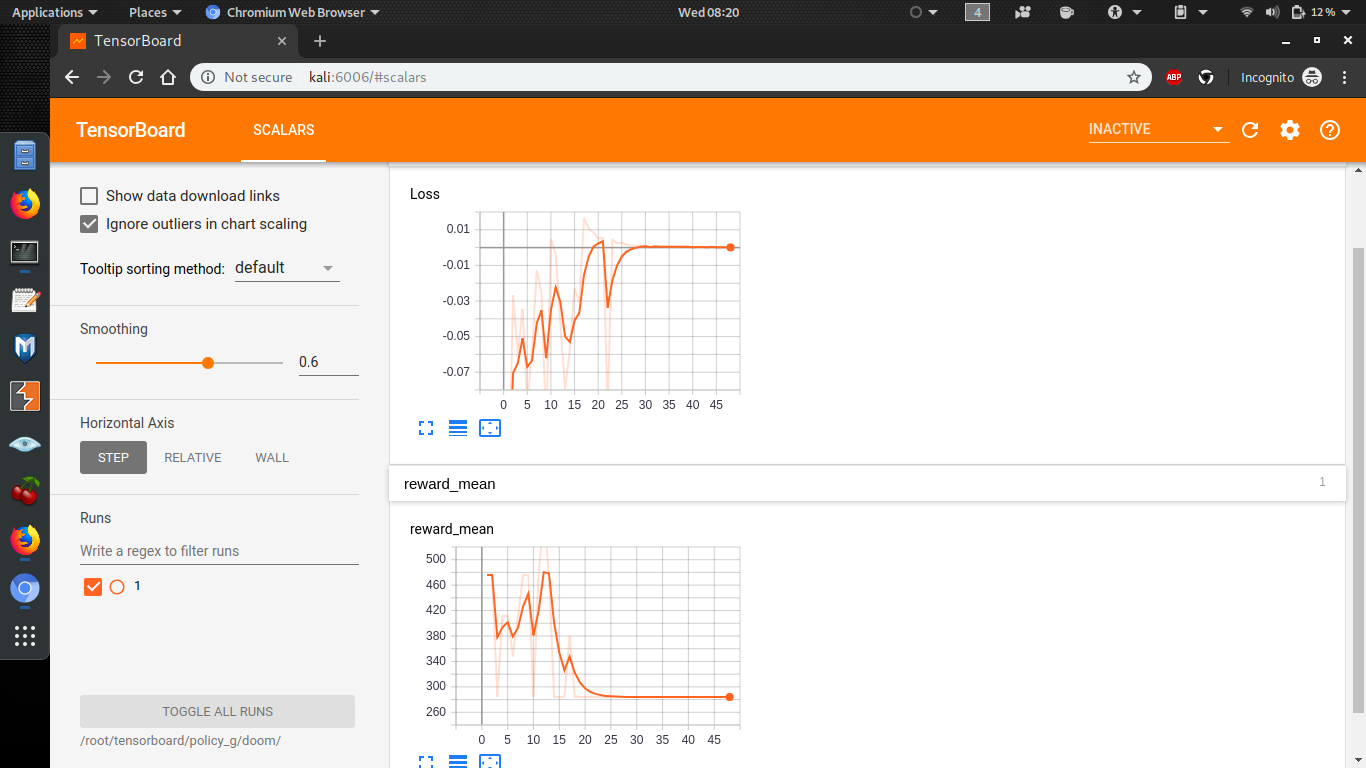 Applications Places Chromium Web Browser Wed 08:20 4 12 %
TensorBoard
Not secure kali:6006/#scalars ABP Incognito
TensorBoard SCALARS INACTIVE
Show data download links
Ignore outliers in chart scaling
Tooltip sorting method: default
Smoothing
0.6
Horizontal Axis
STEP RELATIVE WALL
Runs
Write a regex to filter runs
1
TOGGLE ALL RUNS
/root/tensorboard/policy_g/doom/
Loss
0.01
-0.01
-0.03
-0.05
-0.07
0 5 10 15 20 25 30 35 40 45
reward_mean 1
reward_mean
500
460
420
380
340
300
260
0 5 10 15 20 25 30 35 40 45